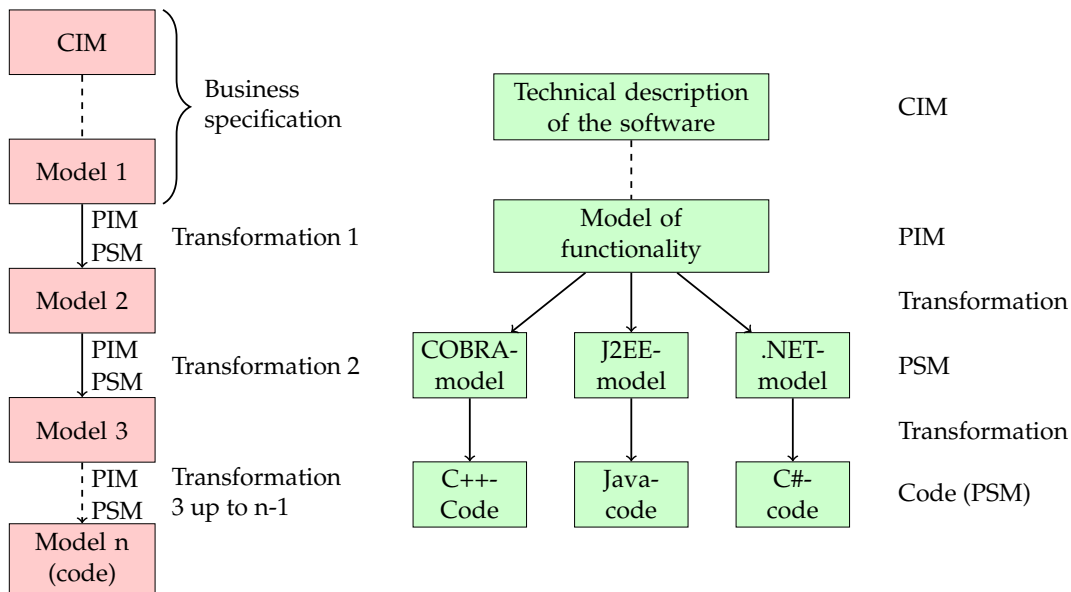 CIM
Business
specification
Model 1
PIM
PSM
Transformation 1
Model 2
PIM
PSM
Transformation 2
Model 3
PIM
PSM
Transformation
3 up to n-1
Model n
(code)
Technical description
of the software
CIM
Model of
functionality
PIM
Transformation
COBRA-
model
J2EE-
model
.NET-
model
PSM
Transformation
C++-
Code
Java-
code
C#-
code
Code (PSM)